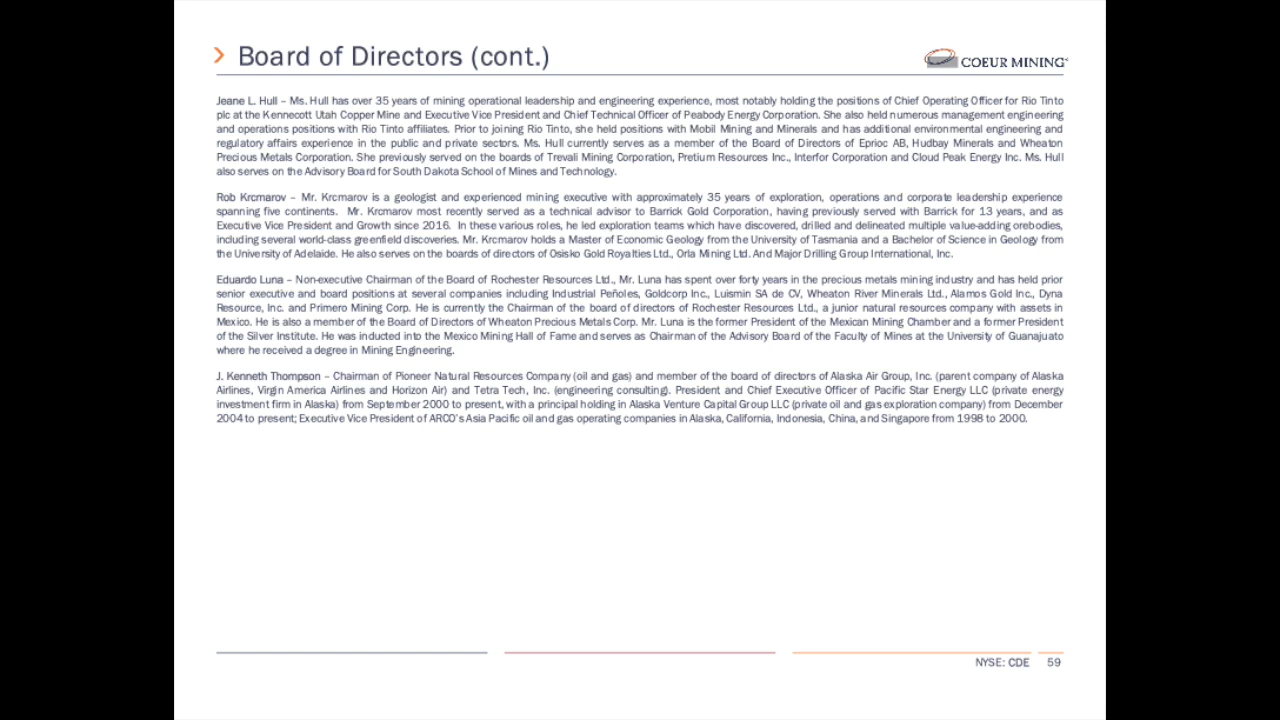 Board of Directors (cont.)
COEUR MINING
Jeane L. Hull – Ms. Hull has over 35 years of mining operational leadership and engineering experience, most notably holding the positions of Chief Operating Officer for Rio Tinto
plc at the Kennecott Utah Copper Mine and Executive Vice President and Chief Technical Officer of Peabody Energy Corporation. She also held numerous management engineering
and operations positions with Rio Tinto affiliates. Prior to joining Rio Tinto, she held positions with Mobil Mining and Minerals and has additional environmental engineering and
regulatory affairs experience in the public and private sectors. Ms. Hull currently serves as a member of the Board of Directors of Epiroc AB, Hudbay Minerals and Wheaton
Precious Metals Corporation. She previously served on the boards of Trevali Mining Corporation, Pretium Resources Inc., Interfor Corporation and Cloud Peak Energy Inc. Ms. Hull
also serves on the Advisory Board for South Dakota School of Mines and Technology.
Rob Krcmarov – Mr. Krcmarov is a geologist and experienced mining executive with approximately 35 years of exploration, operations and corporate leadership experience
spanning five continents. Mr. Krcmarov most recently served as a technical advisor to Barrick Gold Corporation, having previously served with Barrick for 13 years, and as
Executive Vice President and Growth since 2016. In these various roles, he led exploration teams which have discovered, drilled and delineated multiple value-adding orebodies,
including several world-class greenfield discoveries. Mr. Krcmarov holds a Master of Economic Geology from the University of Tasmania and a Bachelor of Science in Geology from
the University of Adelaide. He also serves on the boards of directors of Osisko Gold Royalties Ltd., Orla Mining Ltd. And Major Drilling Group International, Inc.
Eduardo Luna – Non-executive Chairman of the Board of Rochester Resources Ltd., Mr. Luna has spent over forty years in the precious metals mining industry and has held prior
senior executive and board positions at several companies including Industrial Peñoles, Goldcorp Inc., Luismin SA de CV, Wheaton River Minerals Ltd., Alamos Gold Inc., Dyna
Resource, Inc. and Primero Mining Corp. He is currently the Chairman of the board of directors of Rochester Resources Ltd., a junior natural resources company with assets in
Mexico. He is also a member of the Board of Directors of Wheaton Precious Metals Corp. Mr. Luna is the former President of the Mexican Mining Chamber and a former President
of the Silver Institute. He was inducted into the Mexico Mining Hall of Fame and serves as Chairman of the Advisory Board of the Faculty of Mines at the University of Guanajuato
where he received a degree in Mining Engineering.
J. Kenneth Thompson – Chairman of Pioneer Natural Resources Company (oil and gas) and member of the board of directors of Alaska Air Group, Inc. (parent company of Alaska
Airlines, Virgin America Airlines and Horizon Air) and Tetra Tech, Inc. (engineering consulting). President and Chief Executive Officer of Pacific Star Energy LLC (private energy
investment firm in Alaska) from September 2000 to present, with a principal holding in Alaska Venture Capital Group LLC (private oil and gas exploration company) from December
2004 to present; Executive Vice President of ARCO's Asia Pacific oil and gas operating companies in Alaska, California, Indonesia, China, and Singapore from 1998 to 2000.
NYSE: CDE 59